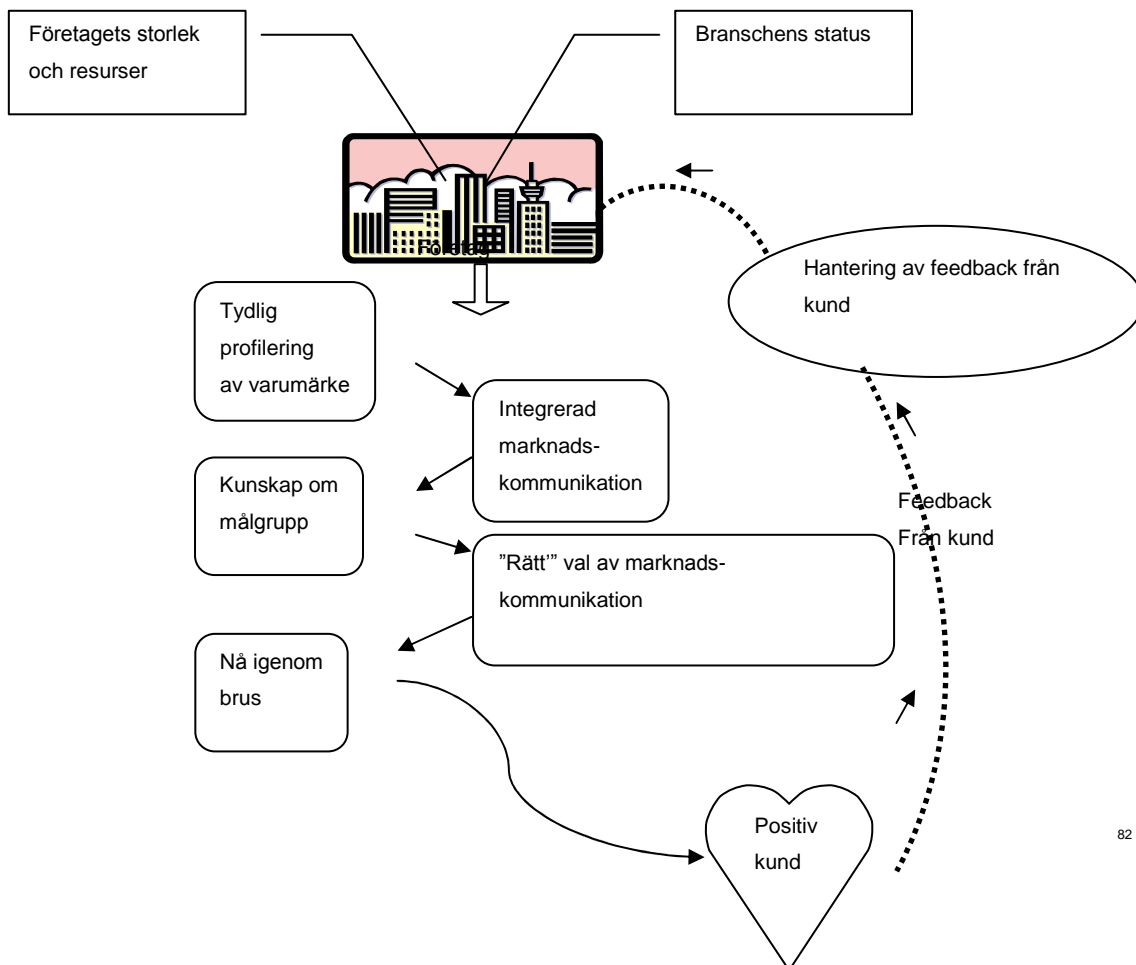 Företagets storlek
och resurser
Branschens status
Företag
Hantering av feedback från
kund
Tydlig
profilering
av varumärke
Integrerad
marknads-
kommunikation
Kunskap om
målgrupp
Feedback
Från kund
”Rätt’” val av marknads-
kommunikation
Nå igenom
brus
Positiv
kund
82